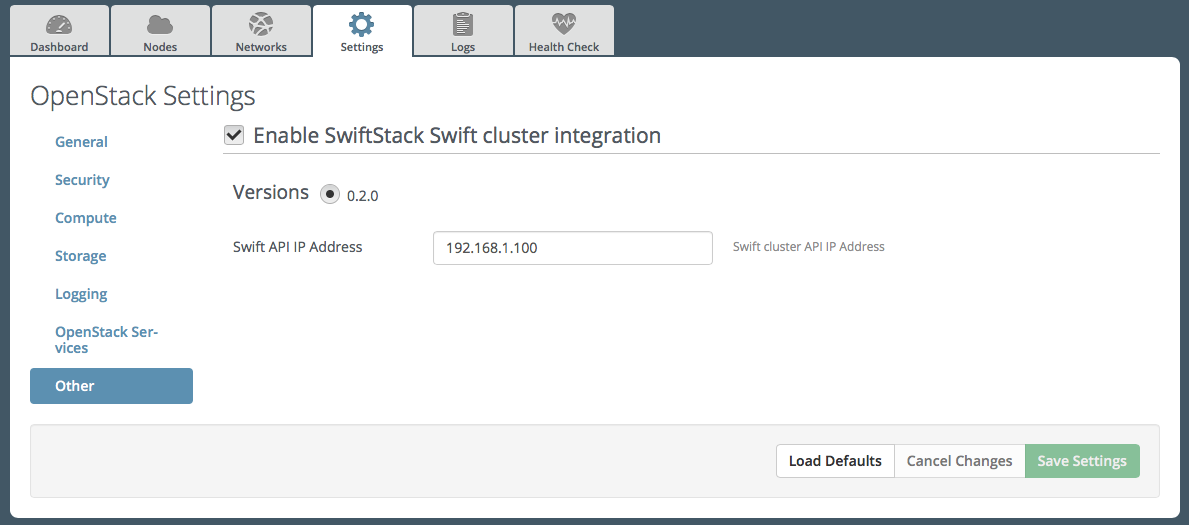 Dashboard
Nodes
Networks
Settings
Logs
Health Check
OpenStack Settings
General
Security
Compute
Storage
Logging
OpenStack Ser-
vices
Other
Enable SwiftStack Swift cluster integration
Versions 0.2.0
Swift API IP Address 192.168.1.100 Swift cluster API IP Address
Load Defaults Cancel Changes Save Settings